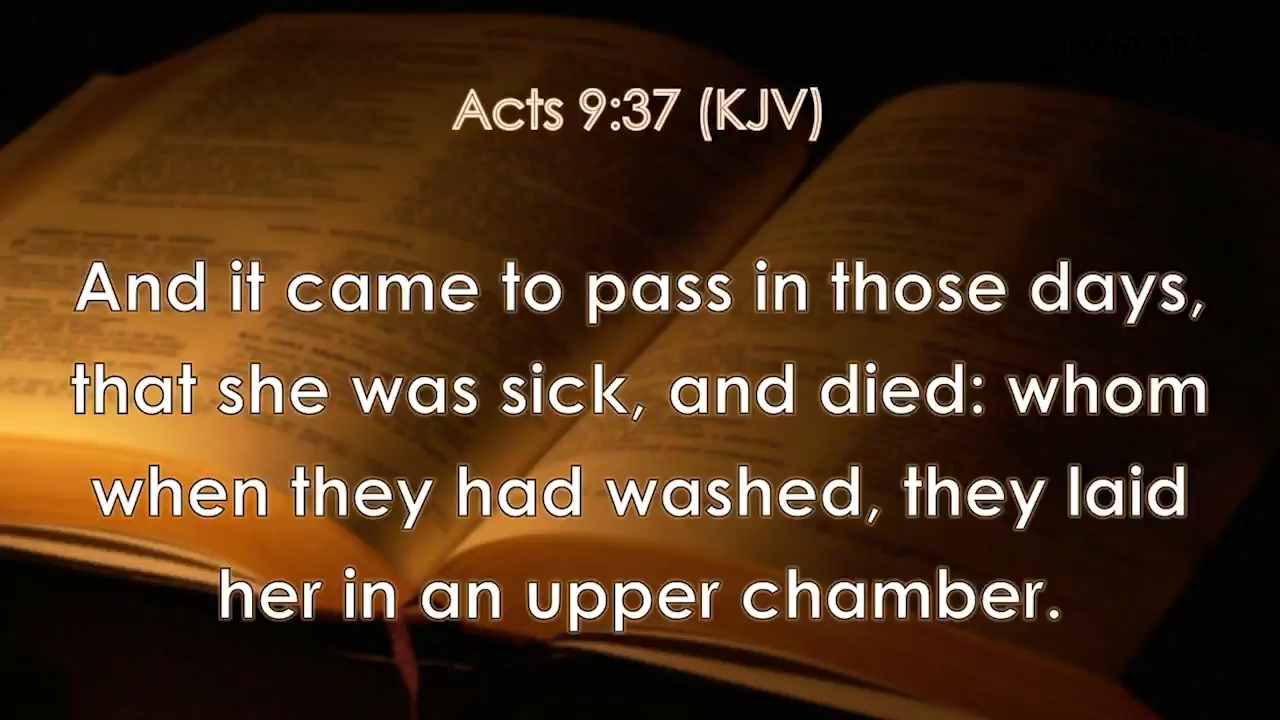 Acts 9:37 (KJV)
And it came to pass in those days,
that she was sick, and died: whom
when they had washed, they laid
her in an upper chamber.